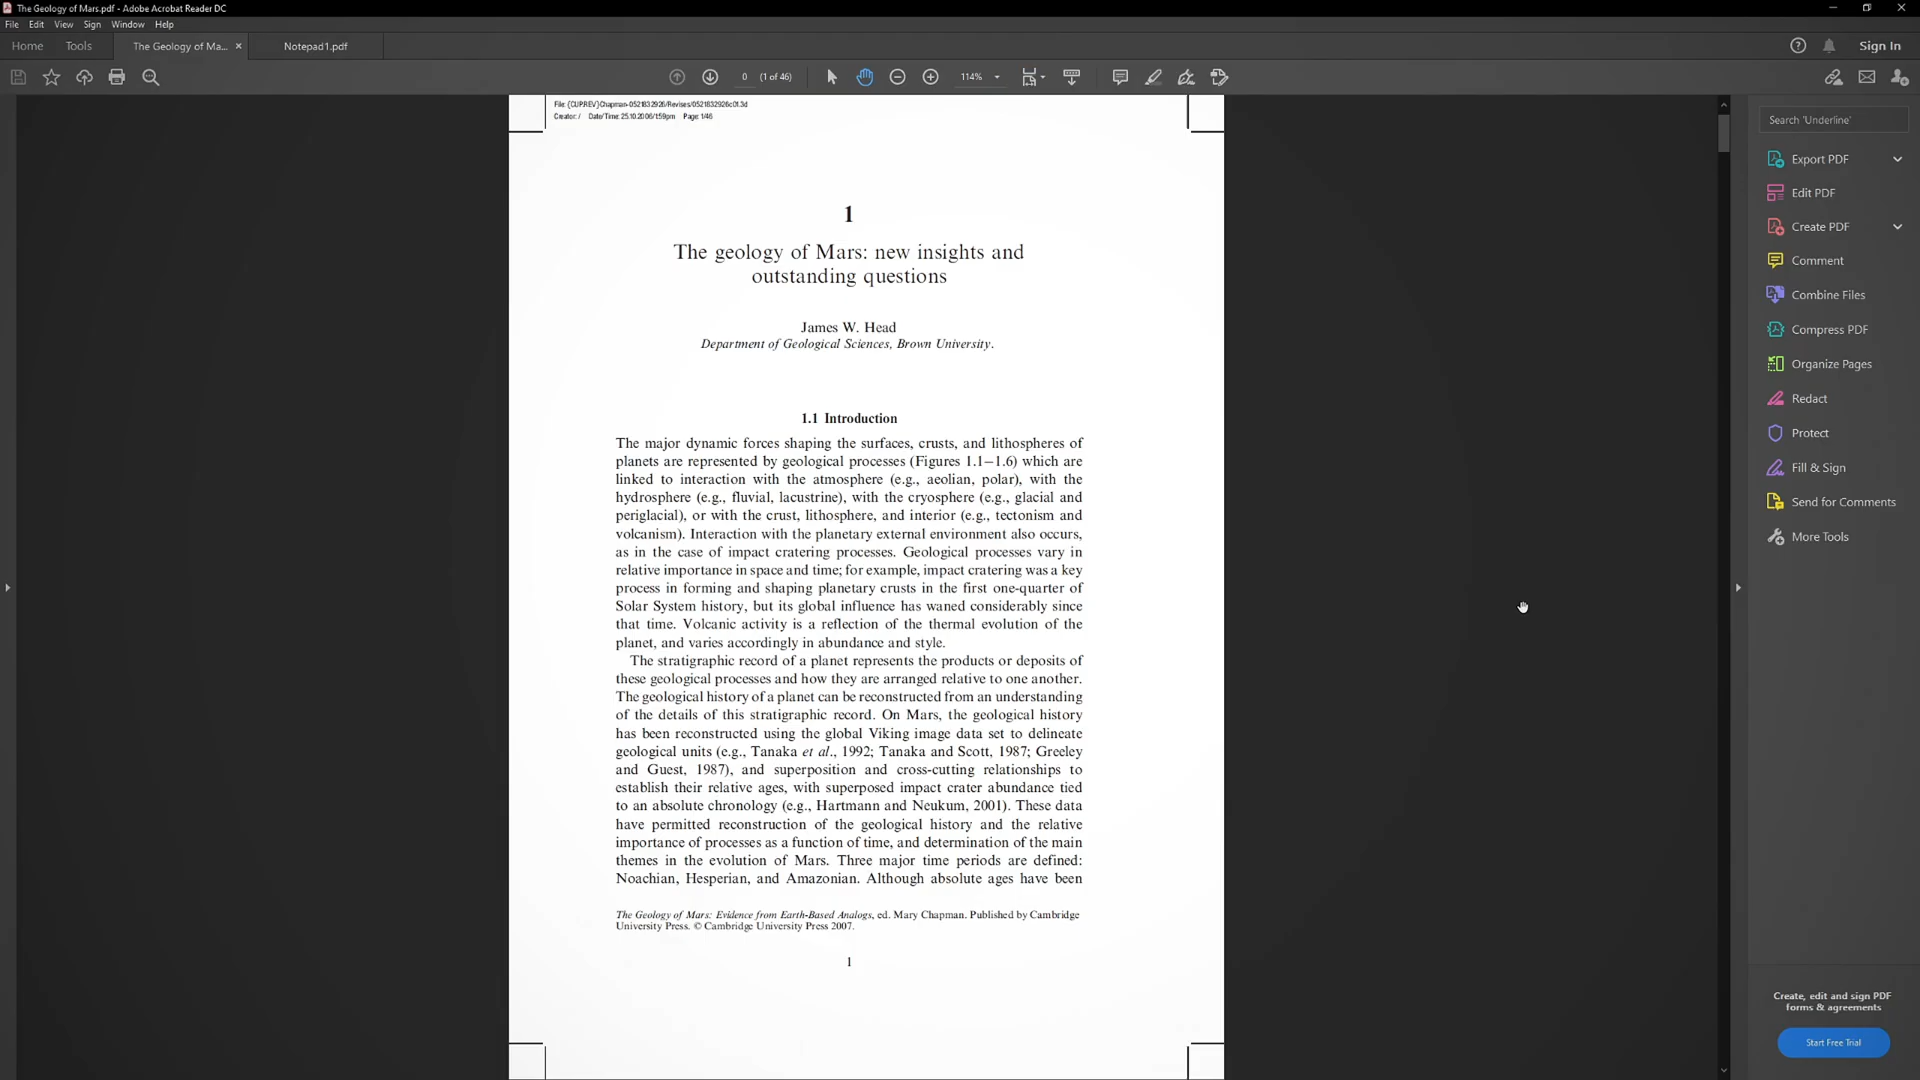 The Geology of Mars.pdf - Adobe Acrobat Reader DC
File Edit View Sign Window Help
Home Tools The Geology of Ma... × Notepad1.pdf Sign In
0 (1 of 46) 114%
File: {CUP.REV}Chapman-0521832926/Revises/0521832926c01.3d
Creator: / Date/Time: 25.10.2006/1:59pm Page: 1/46
1
The geology of Mars: new insights and
outstanding questions
James W. Head
Department of Geological Sciences, Brown University.
1.1 Introduction
The major dynamic forces shaping the surfaces, crusts, and lithospheres of
planets are represented by geological processes (Figures 1.1–1.6) which are
linked to interaction with the atmosphere (e.g., aeolian, polar), with the
hydrosphere (e.g., fluvial, lacustrine), with the cryosphere (e.g., glacial and
periglacial), or with the crust, lithosphere, and interior (e.g., tectonism and
volcanism). Interaction with the planetary external environment also occurs,
as in the case of impact cratering processes. Geological processes vary in
relative importance in space and time; for example, impact cratering was a key
process in forming and shaping planetary crusts in the first one-quarter of
Solar System history, but its global influence has waned considerably since
that time. Volcanic activity is a reflection of the thermal evolution of the
planet, and varies accordingly in abundance and style.
The stratigraphic record of a planet represents the products or deposits of
these geological processes and how they are arranged relative to one another.
The geological history of a planet can be reconstructed from an understanding
of the details of this stratigraphic record. On Mars, the geological history
has been reconstructed using the global Viking image data set to delineate
geological units (e.g., Tanaka et al., 1992; Tanaka and Scott, 1987; Greeley
and Guest, 1987), and superposition and cross-cutting relationships to
establish their relative ages, with superposed impact crater abundance tied
to an absolute chronology (e.g., Hartmann and Neukum, 2001). These data
have permitted reconstruction of the geological history and the relative
importance of processes as a function of time, and determination of the main
themes in the evolution of Mars. Three major time periods are defined:
Noachian, Hesperian, and Amazonian. Although absolute ages have been
The Geology of Mars: Evidence from Earth-Based Analogs, ed. Mary Chapman. Published by Cambridge
University Press. © Cambridge University Press 2007.
1
Search 'Underline'
Export PDF
Edit PDF
Create PDF
Comment
Combine Files
Compress PDF
Organize Pages
Redact
Protect
Fill & Sign
Send for Comments
More Tools
Create, edit and sign PDF
forms & agreements
Start Free Trial